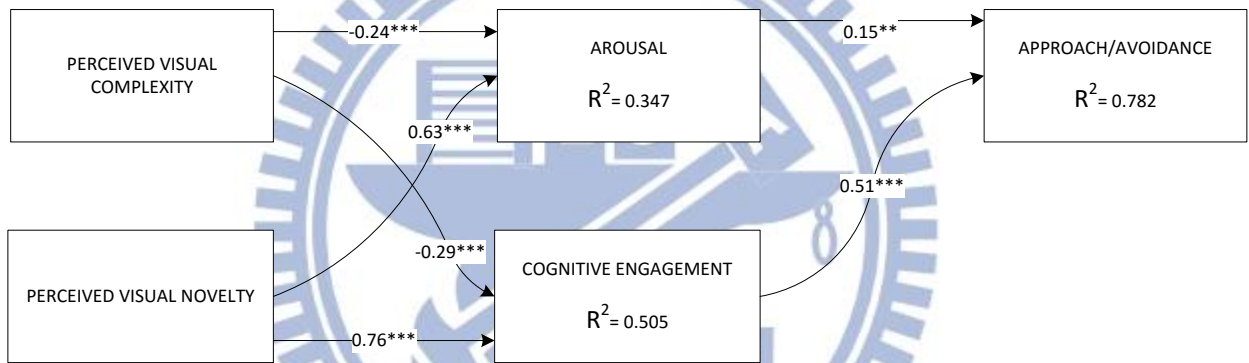 -0.24***
0.15**
PERCEIVED VISUAL
COMPLEXITY
AROUSAL
R²= 0.347
APPROACH/AVOIDANCE
R²= 0.782
0.63***
0.51***
-0.29***
PERCEIVED VISUAL NOVELTY
COGNITIVE ENGAGEMENT
R²= 0.505
0.76***